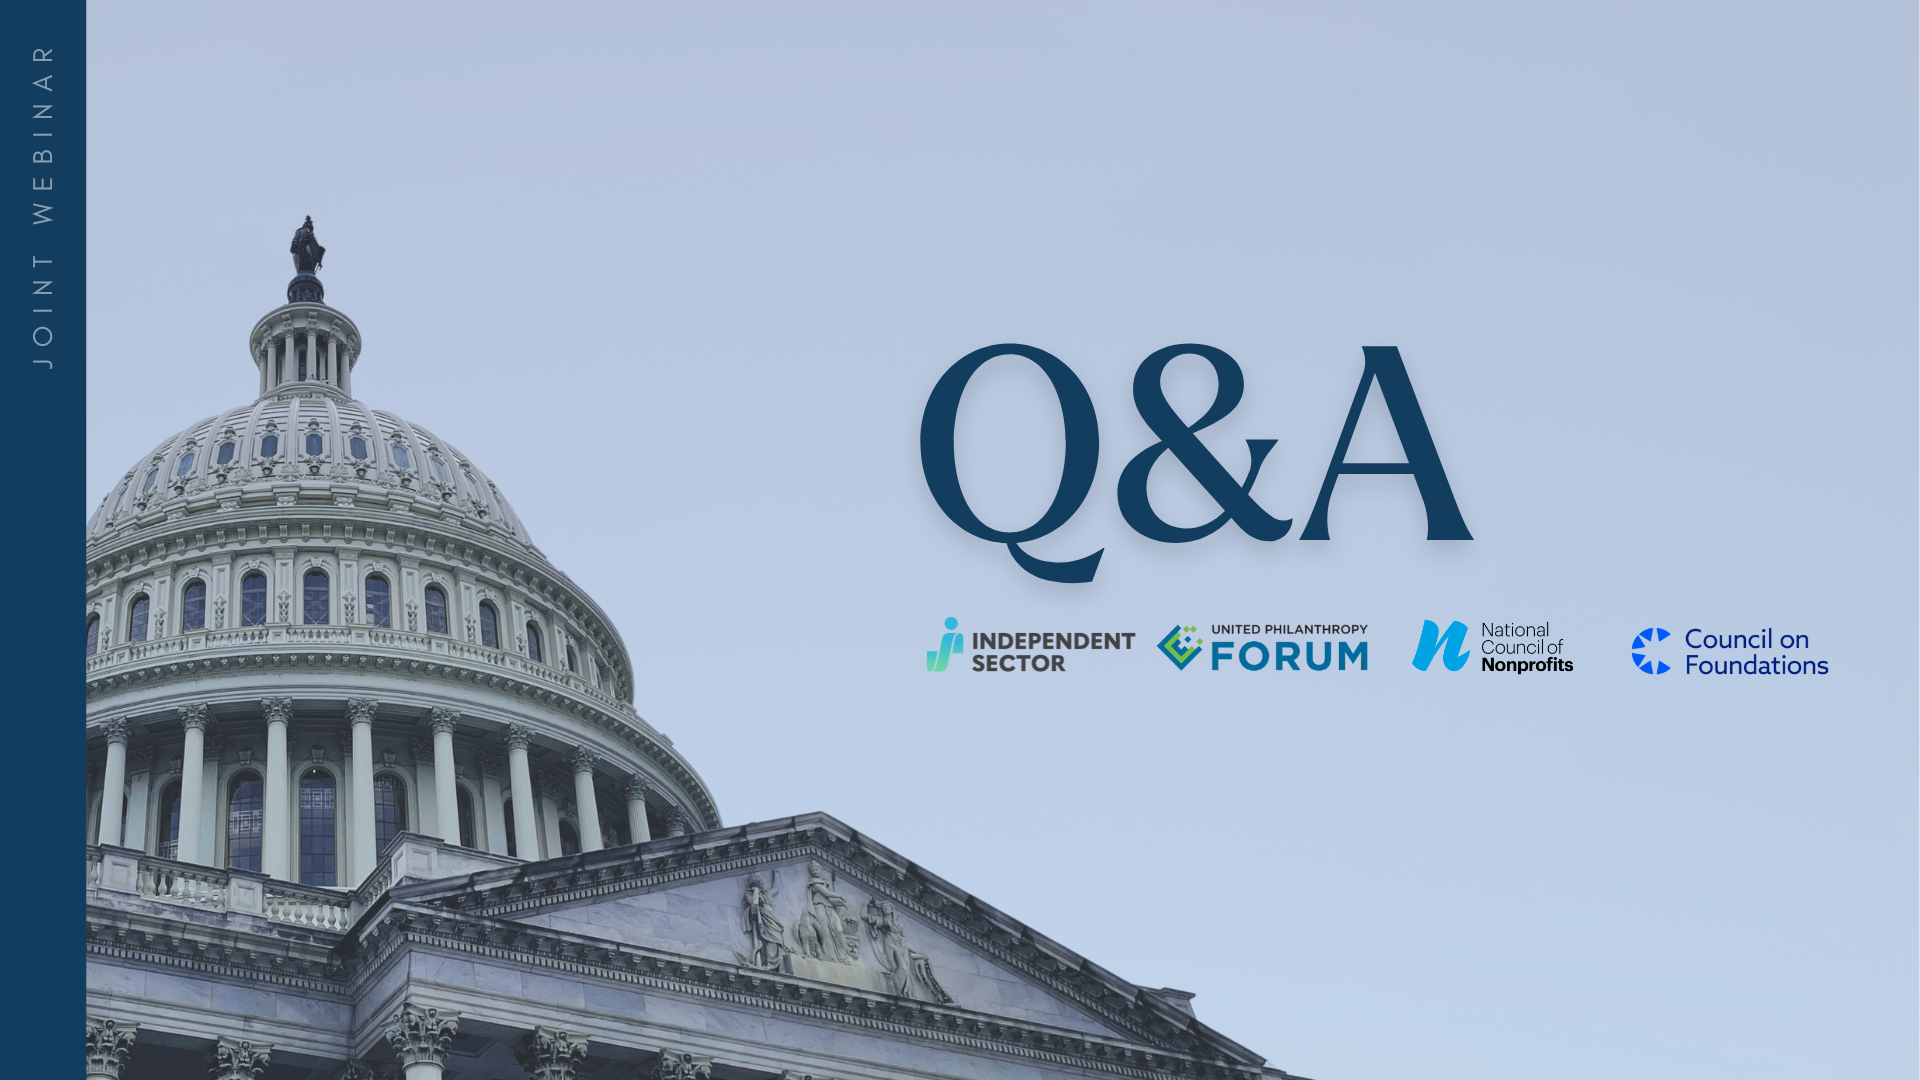 JOINT WEBINAR
Q&A
INDEPENDENT
SECTOR
UNITED PHILANTHROPY
FORUM
National
Council of
Nonprofits
Council on
Foundations